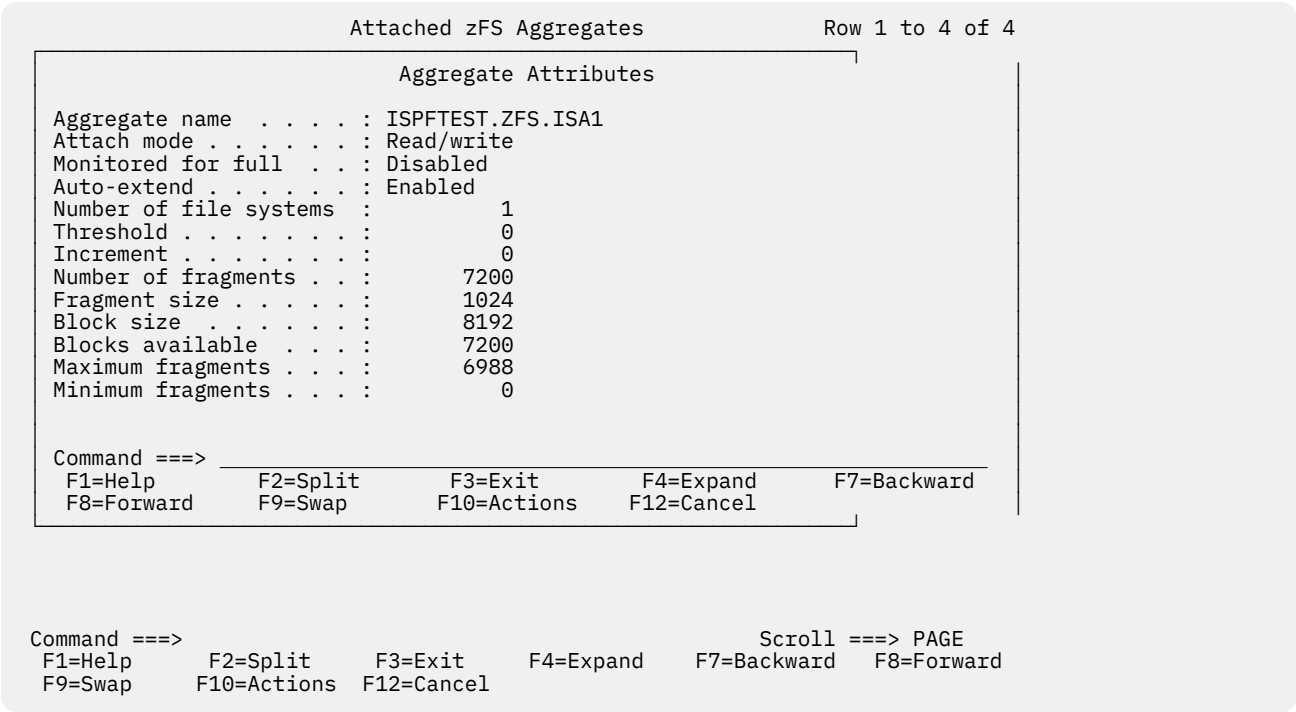 Attached zFS Aggregates Row 1 to 4 of 4
Aggregate Attributes
Aggregate name . . . . : ISPFTEST.ZFS.ISA1
Attach mode . . . . . . : Read/write
Monitored for full . . : Disabled
Auto-extend . . . . . . : Enabled
Number of file systems : 1
Threshold . . . . . . . : 0
Increment . . . . . . . : 0
Number of fragments . . : 7200
Fragment size . . . . . : 1024
Block size . . . . . . : 8192
Blocks available . . . : 7200
Maximum fragments . . . : 6988
Minimum fragments . . . : 0
Command ===>
F1=Help F2=Split F3=Exit F4=Expand F7=Backward
F8=Forward F9=Swap F10=Actions F12=Cancel
Command ===> Scroll ===> PAGE
F1=Help F2=Split F3=Exit F4=Expand F7=Backward F8=Forward
F9=Swap F10=Actions F12=Cancel